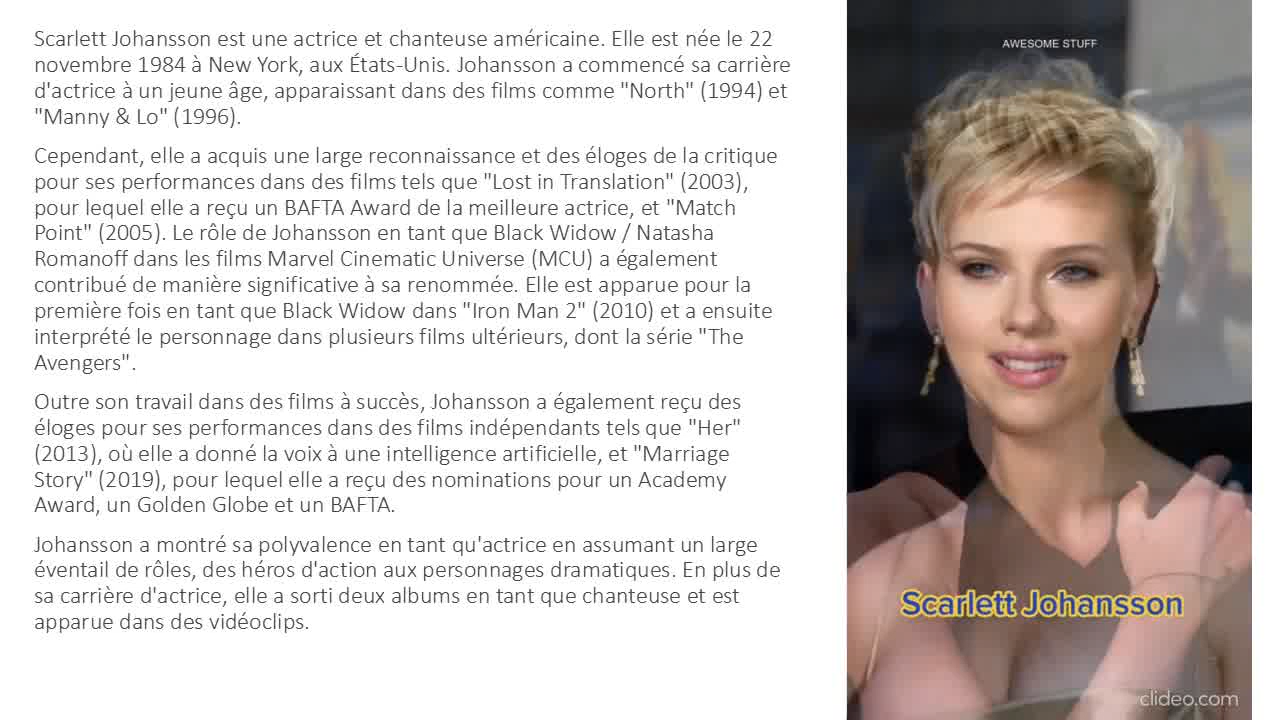 Scarlett Johansson est une actrice et chanteuse américaine. Elle est née le 22
novembre 1984 à New York, aux États-Unis. Johansson a commencé sa carrière
d'actrice à un jeune âge, apparaissant dans des films comme "North" (1994) et
"Manny & Lo" (1996).
Cependant, elle a acquis une large reconnaissance et des éloges de la critique
pour ses performances dans des films tels que "Lost in Translation" (2003),
pour lequel elle a reçu un BAFTA Award de la meilleure actrice, et "Match
Point" (2005). Le rôle de Johansson en tant que Black Widow / Natasha
Romanoff dans les films Marvel Cinematic Universe (MCU) a également
contribué de manière significative à sa renommée. Elle est apparue pour la
première fois en tant que Black Widow dans "Iron Man 2" (2010) et a ensuite
interprété le personnage dans plusieurs films ultérieurs, dont la série "The
Avengers".
Outre son travail dans des films à succès, Johansson a également reçu des
éloges pour ses performances dans des films indépendants tels que "Her"
(2013), où elle a donné la voix à une intelligence artificielle, et "Marriage
Story" (2019), pour lequel elle a reçu des nominations pour un Academy
Award, un Golden Globe et un BAFTA.
Johansson a montré sa polyvalence en tant qu'actrice en assumant un large
éventail de rôles, des héros d'action aux personnages dramatiques. En plus de
sa carrière d'actrice, elle a sorti deux albums en tant que chanteuse et est
apparue dans des vidéoclips.
AWESOME STUFF
Scarlett Johansson
clideo.com